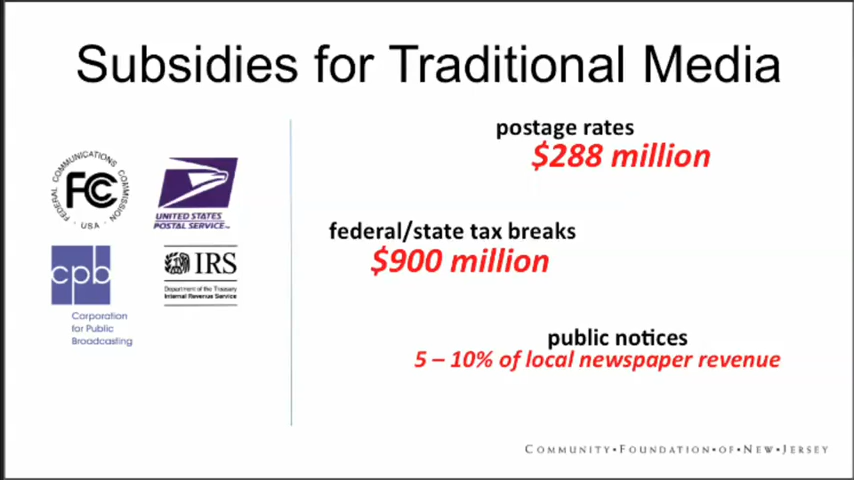 Subsidies for Traditional Media
FEDERAL COMMUNICATIONS COMMISSION
FCC
· USA ·
UNITED STATES
POSTAL SERVICE™
cpb
Corporation
for Public
Broadcasting
IRS
Department of the Treasury
Internal Revenue Service
postage rates
$288 million
federal/state tax breaks
$900 million
public notices
5 – 10% of local newspaper revenue
COMMUNITY•FOUNDATION•OF•NEW•JERSEY